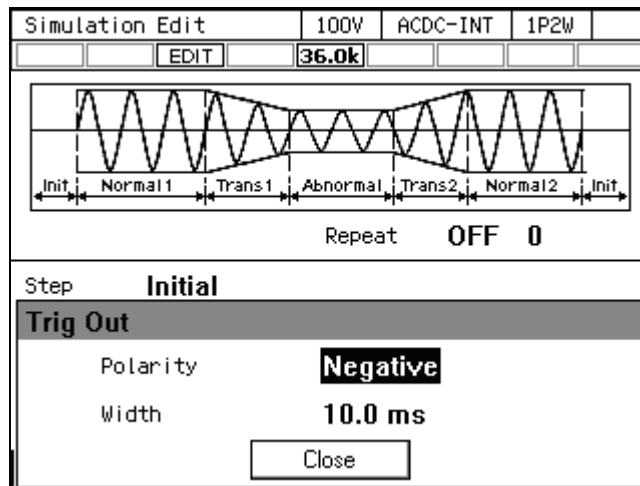 Simulation Edit 100V ACDC-INT 1P2W
EDIT 36.0k
Init Normal1 Trans1 Abnormal Trans2 Normal2 Init
Repeat OFF 0
Step Initial
Trig Out
Polarity Negative
Width 10.0 ms
Close